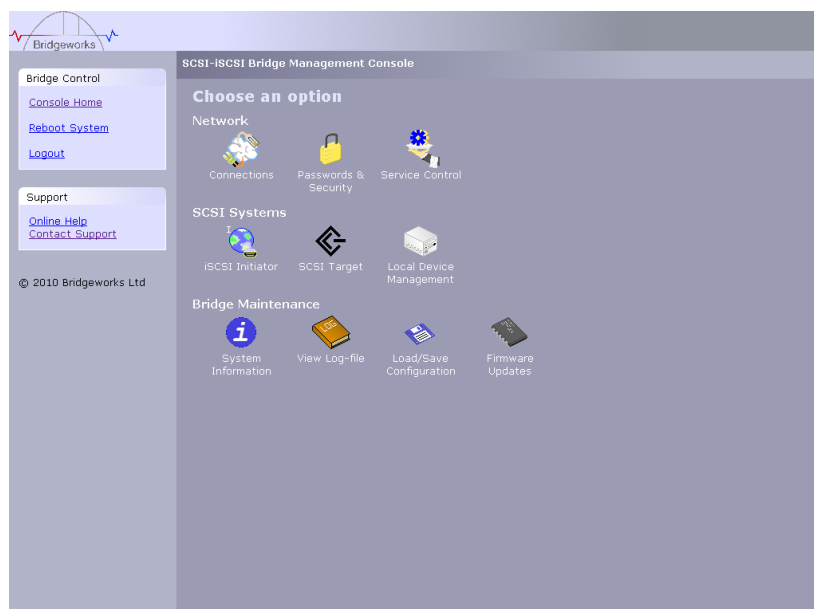 Bridgeworks
SCSI-iSCSI Bridge Management Console
Bridge Control
Console Home
Reboot System
Logout
Support
Online Help
Contact Support
© 2010 Bridgeworks Ltd
Choose an option
Network
Connections
Passwords &
Security
Service Control
SCSI Systems
I
iSCSI Initiator
SCSI Target
Local Device
Management
Bridge Maintenance
i
System
Information
LOG
View Log-file
Load/Save
Configuration
Firmware
Updates